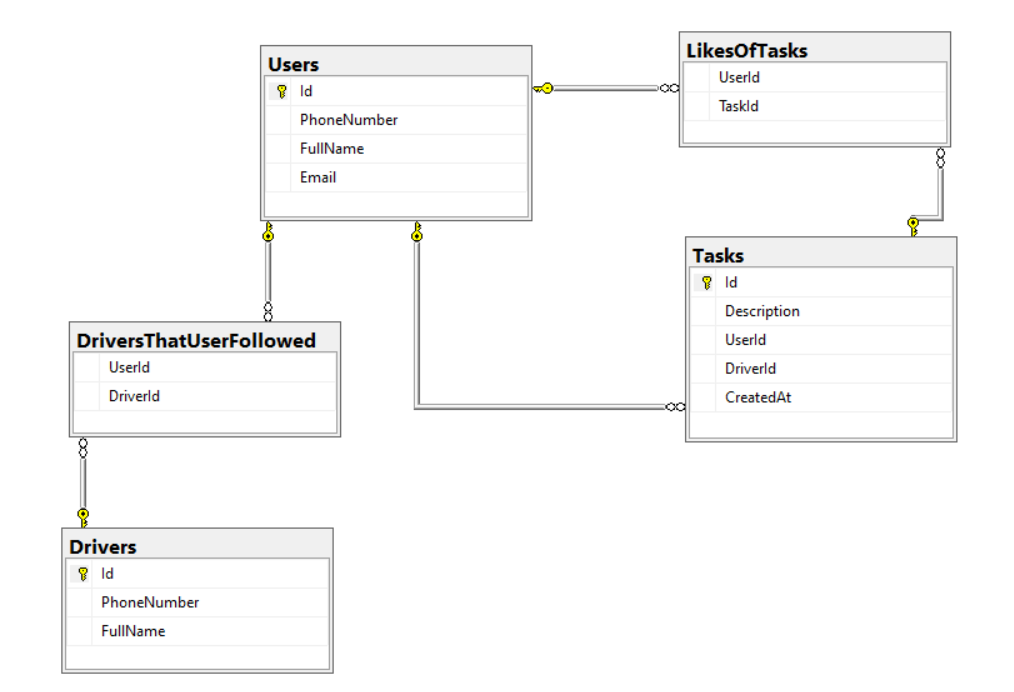 Users
Id
PhoneNumber
FullName
Email
LikesOfTasks
UserId
TaskId
Tasks
Id
Description
UserId
DriverId
CreatedAt
DriversThatUserFollowed
UserId
DriverId
Drivers
Id
PhoneNumber
FullName